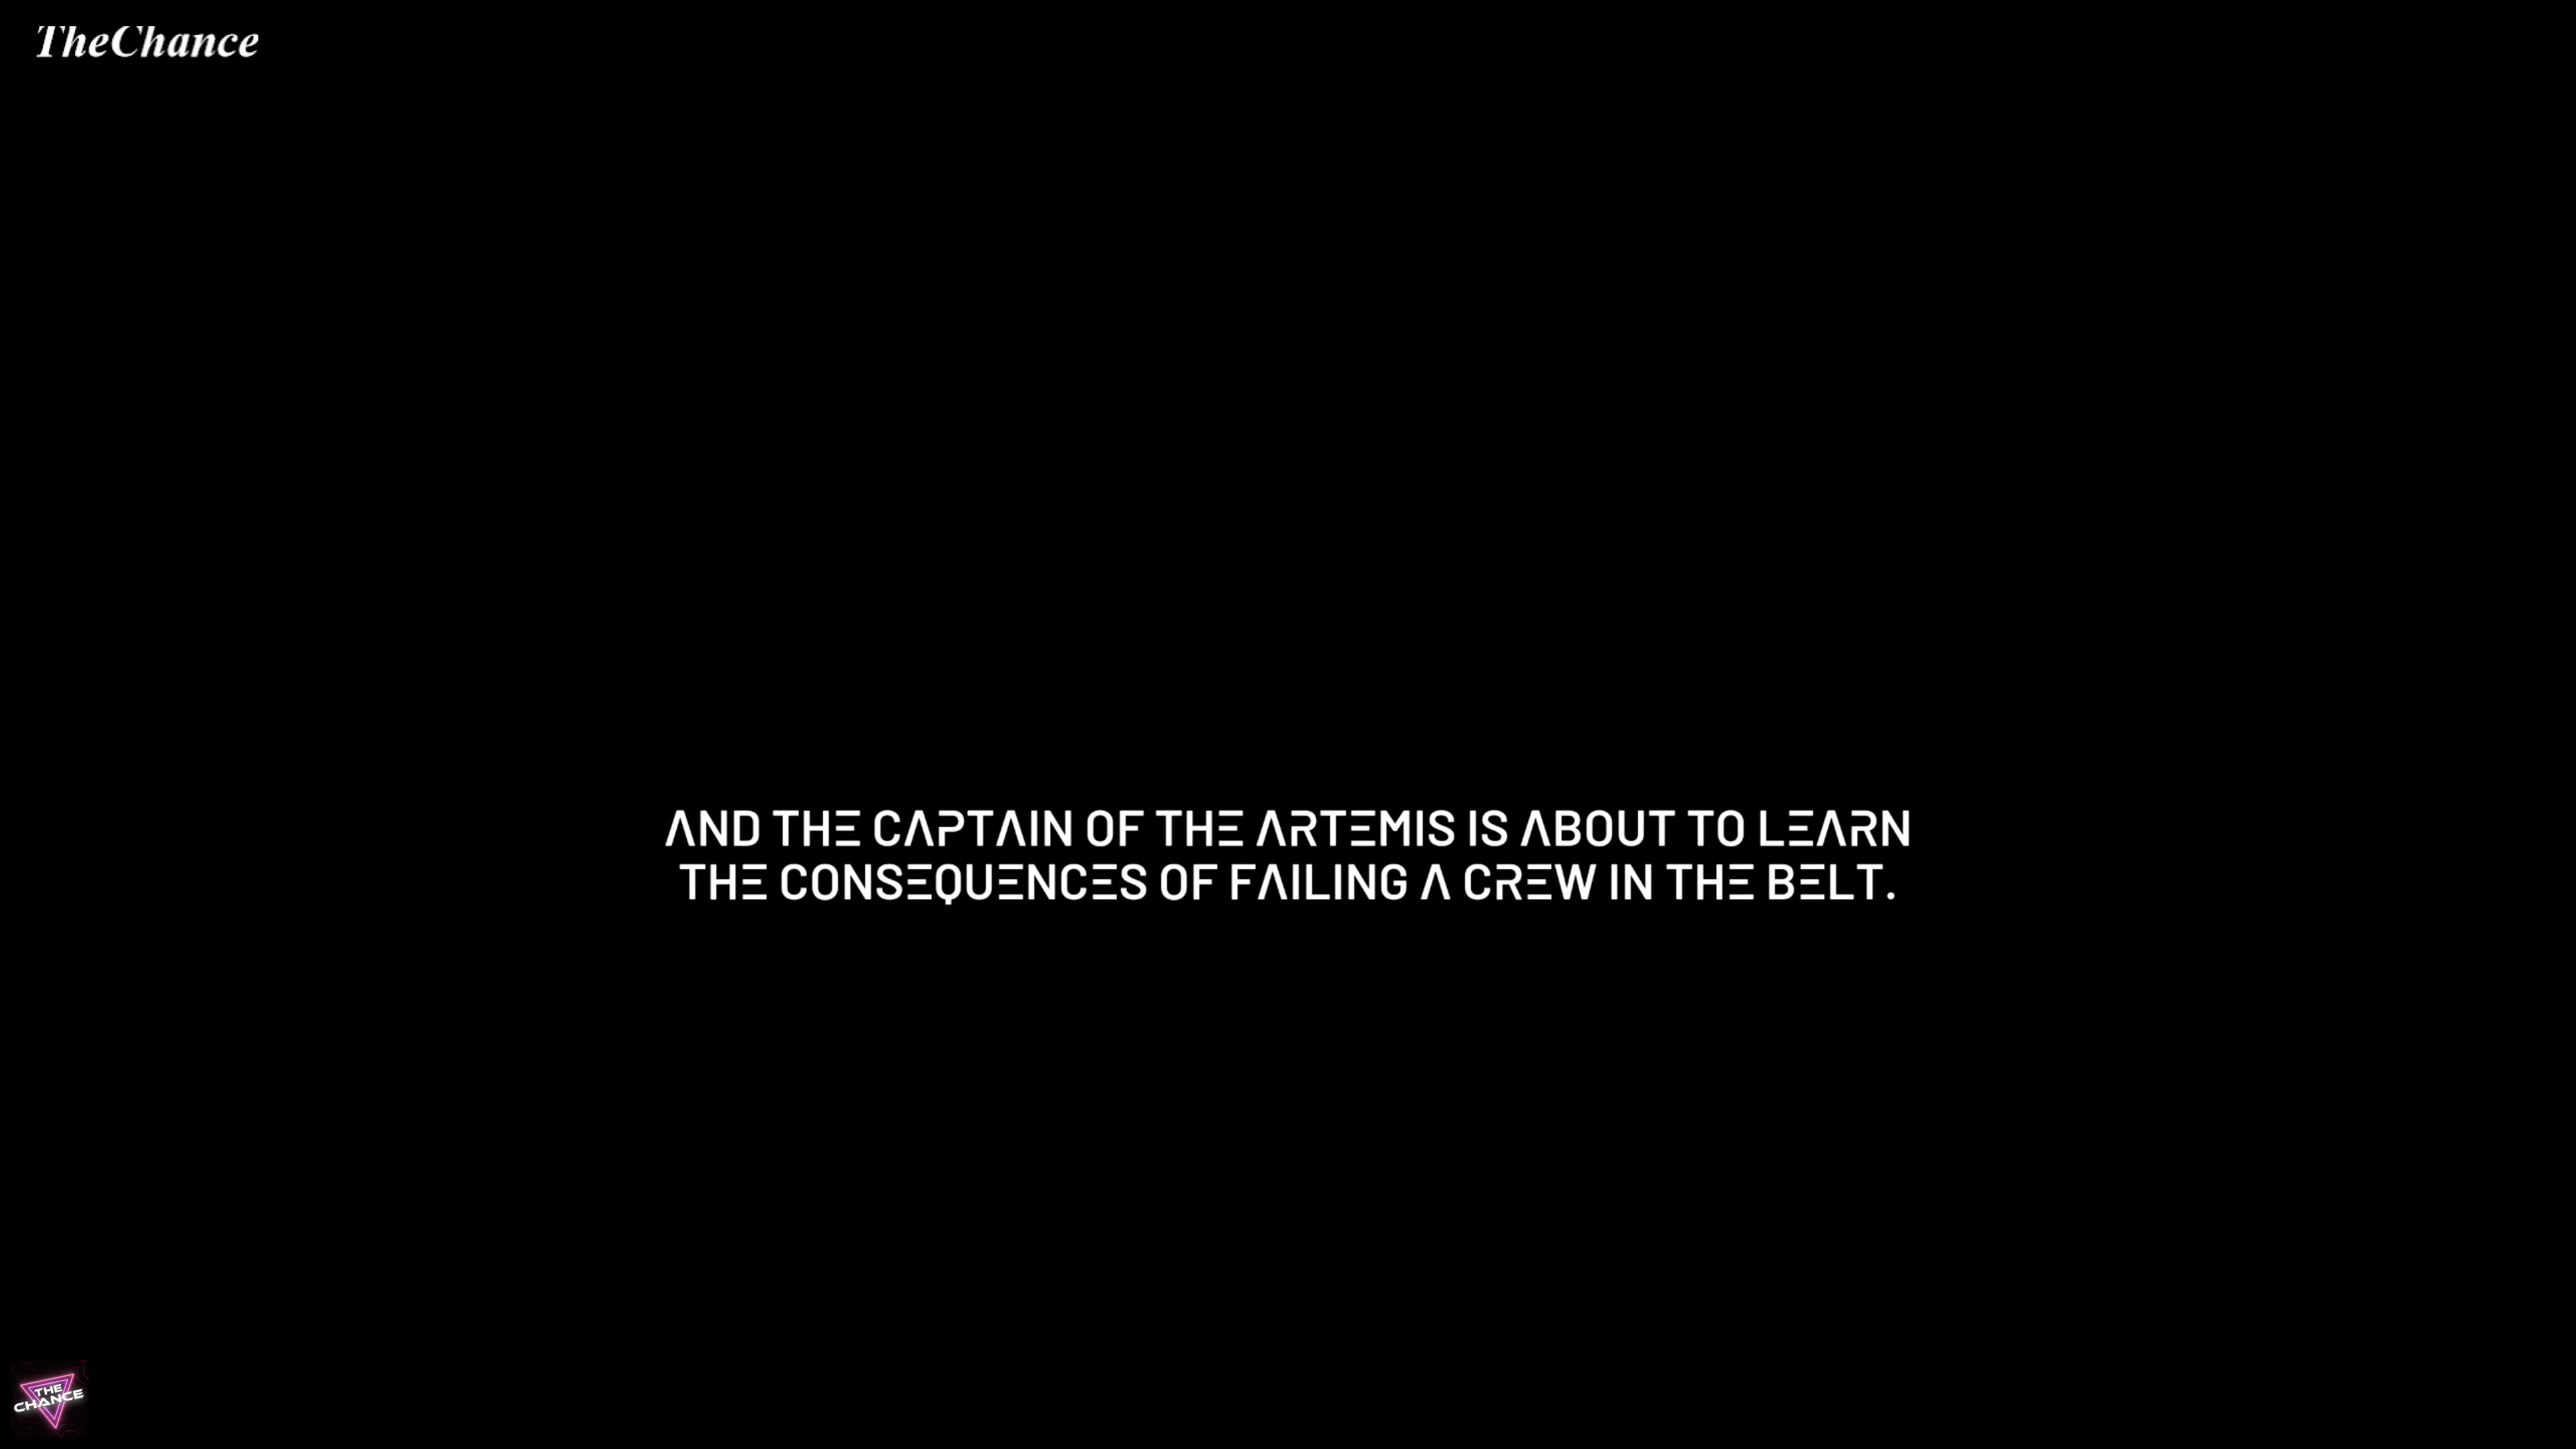 TheChance
AND THE CAPTAIN OF THE ARTEMIS IS ABOUT TO LEARN
THE CONSEQUENCES OF FAILING A CREW IN THE BELT.
THE
CHANCE